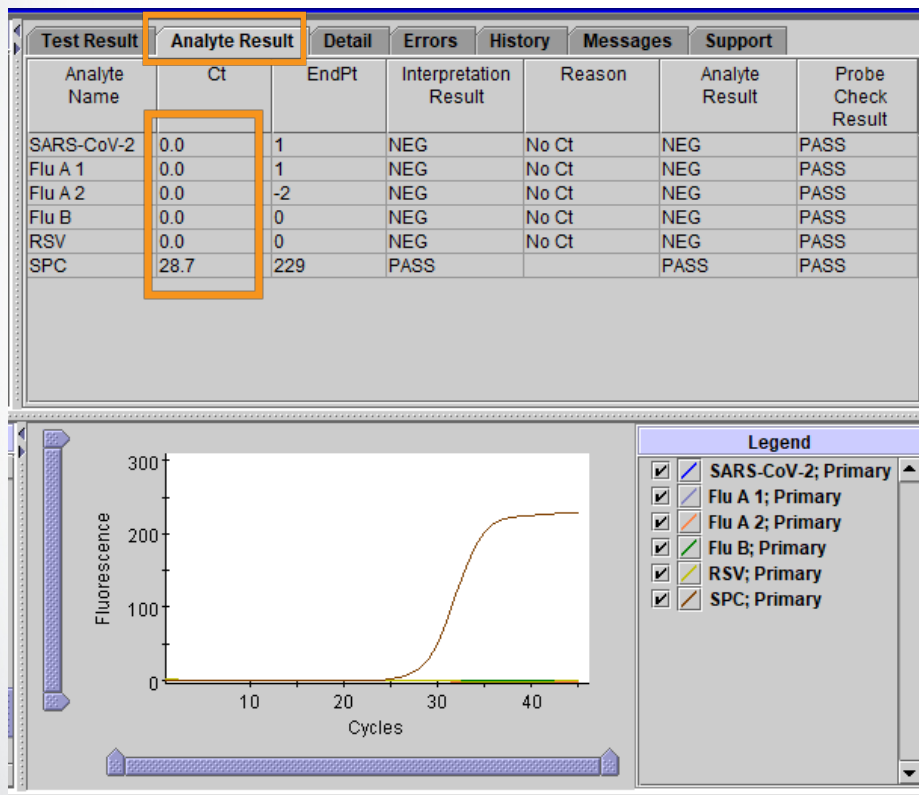 Test Result Analyte Result Detail Errors History Messages Support
Analyte Name Ct EndPt Interpretation Result Reason Analyte Result Probe Check Result
SARS-CoV-2 0.0 1 NEG No Ct NEG PASS
Flu A 1 0.0 1 NEG No Ct NEG PASS
Flu A 2 0.0 -2 NEG No Ct NEG PASS
Flu B 0.0 0 NEG No Ct NEG PASS
RSV 0.0 0 NEG No Ct NEG PASS
SPC 28.7 229 PASS PASS PASS
300
200
100
0
Fluorescence
10 20 30 40
Cycles
Legend
SARS-CoV-2; Primary
Flu A 1; Primary
Flu A 2; Primary
Flu B; Primary
RSV; Primary
SPC; Primary